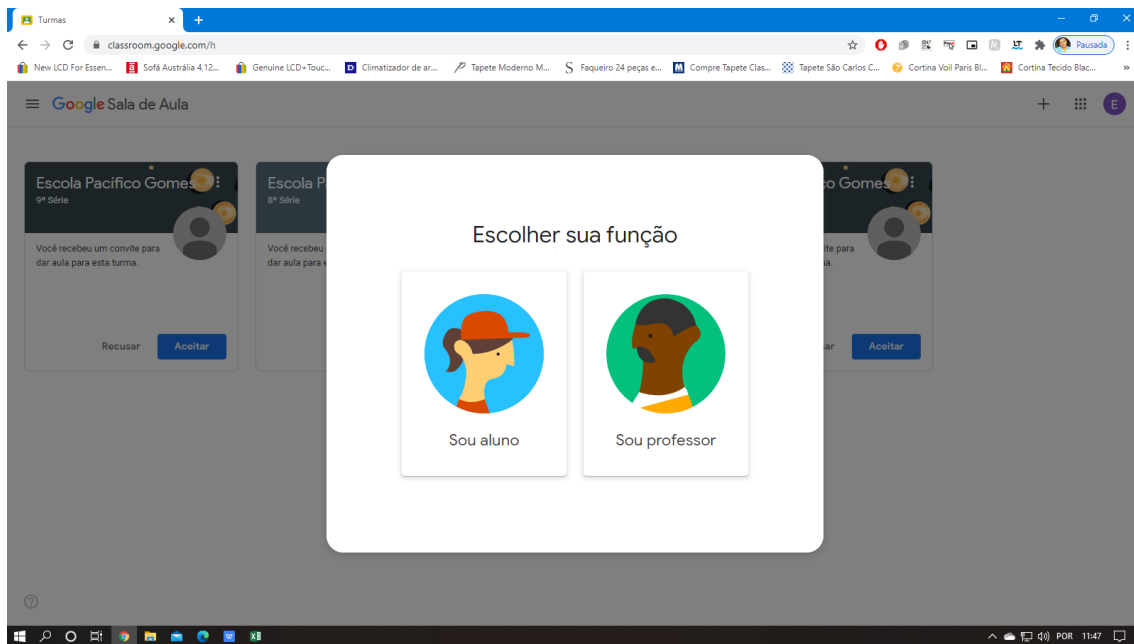 Turmas
classroom.google.com/h
Pausada
New LCD For Essen...
Sofá Austrália 4,12...
Genuine LCD+Touc...
Climatizador de ar...
Tapete Moderno M...
Faqueiro 24 peças e...
Compre Tapete Clas...
Tapete São Carlos C...
Cortina Voil Paris Bl...
Cortina Tecido Blac...
Google Sala de Aula
E
Escola Pacifico Gomes
9ª Série
Você recebeu um convite para
dar aula para esta turma.
Recusar Aceitar
Escola P
8ª Série
Você recebeu
dar aula para e
Escolher sua função
Sou aluno
Sou professor
o Gomes
ite para
a.
ar Aceitar
POR 11:47